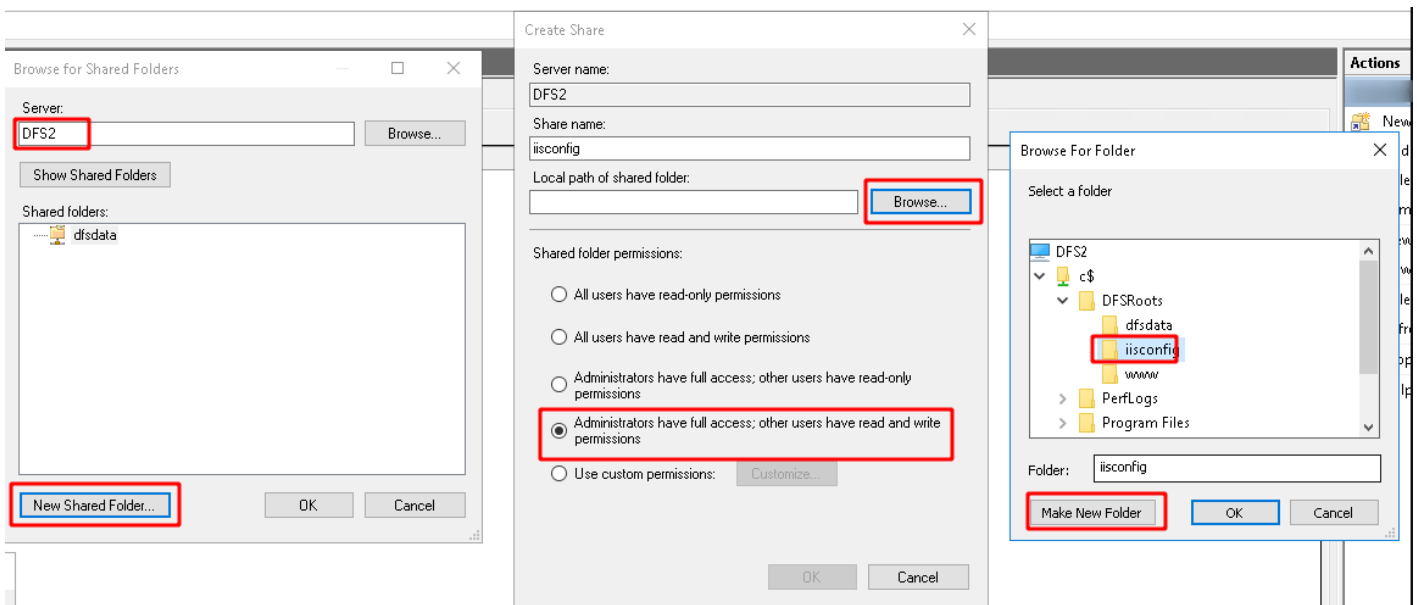 Browse for Shared Folders
Server:
DFS2
Browse...
Show Shared Folders
Shared folders:
dfsdata
New Shared Folder...
OK
Cancel
Create Share
Server name:
DFS2
Share name:
iisconfig
Local path of shared folder:
Browse...
Shared folder permissions:
All users have read-only permissions
All users have read and write permissions
Administrators have full access; other users have read-only
permissions
Administrators have full access; other users have read and write
permissions
Use custom permissions:
Customize...
OK
Cancel
Actions
New
Browse For Folder
Select a folder
DFS2
c$
DFSRoots
dfsdata
iisconfig
www
PerfLogs
Program Files
Folder:
iisconfig
Make New Folder
OK
Cancel